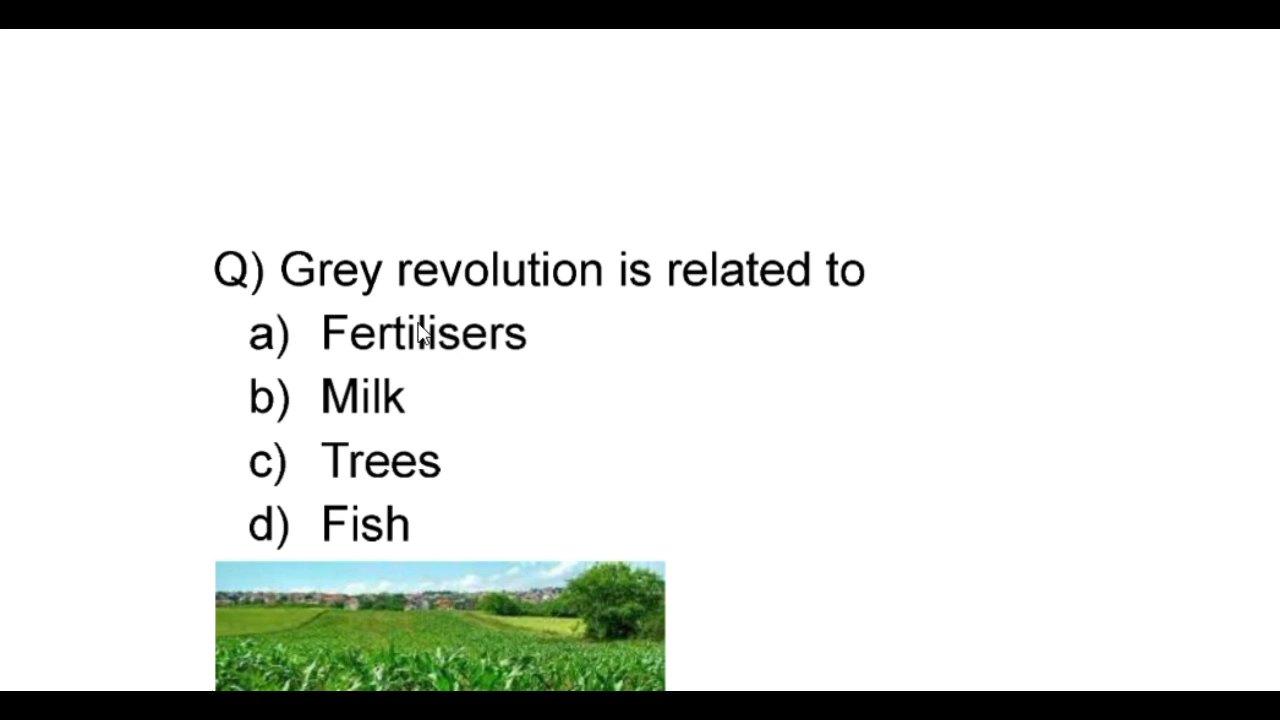 Q) Grey revolution is related to
a) Fertilisers
b) Milk
c) Trees
d) Fish